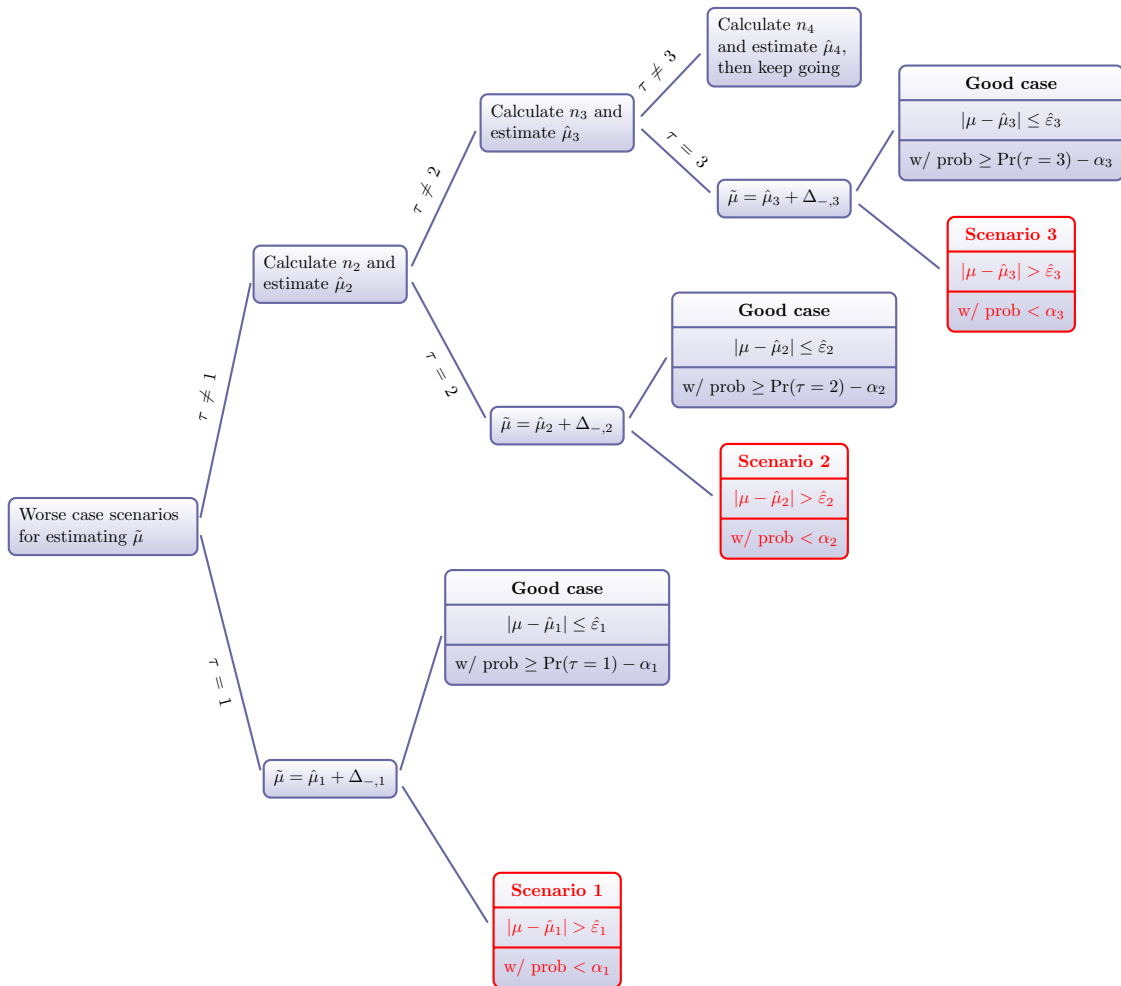 Worse case scenarios
for estimating μ̃
τ ≠ 1
Calculate n₂ and
estimate μ̂₂
τ ≠ 2
Calculate n₃ and
estimate μ̂₃
τ ≠ 3
Calculate n₄
and estimate μ̂₄,
then keep going
τ = 3
μ̃ = μ̂₃ + Δ₋,₃
Good case
|μ − μ̂₃| ≤ ε̂₃
w/ prob ≥ Pr(τ = 3) − α₃
Scenario 3
|μ − μ̂₃| > ε̂₃
w/ prob < α₃
τ = 2
μ̃ = μ̂₂ + Δ₋,₂
Good case
|μ − μ̂₂| ≤ ε̂₂
w/ prob ≥ Pr(τ = 2) − α₂
Scenario 2
|μ − μ̂₂| > ε̂₂
w/ prob < α₂
τ = 1
μ̃ = μ̂₁ + Δ₋,₁
Good case
|μ − μ̂₁| ≤ ε̂₁
w/ prob ≥ Pr(τ = 1) − α₁
Scenario 1
|μ − μ̂₁| > ε̂₁
w/ prob < α₁